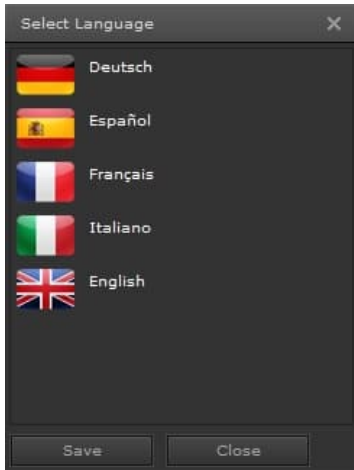 Select Language
Deutsch
Español
Français
Italiano
English
Save
Close